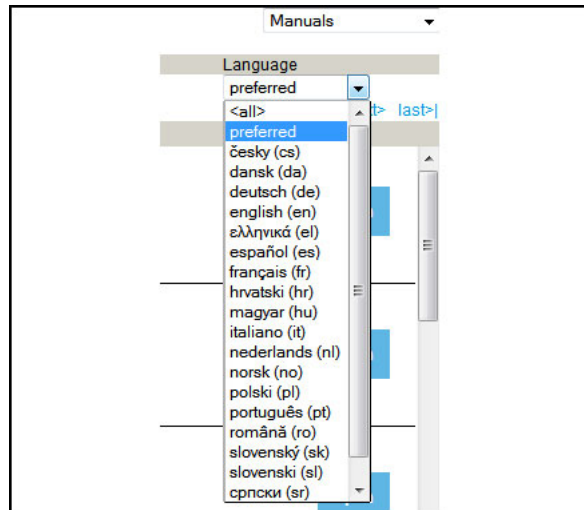 Manuals
Language
preferred
last>|
<all>
preferred
česky (cs)
dansk (da)
deutsch (de)
english (en)
ελληνικά (el)
español (es)
français (fr)
hrvatski (hr)
magyar (hu)
italiano (it)
nederlands (nl)
norsk (no)
polski (pl)
português (pt)
română (ro)
slovenský (sk)
slovenski (sl)
српски (sr)